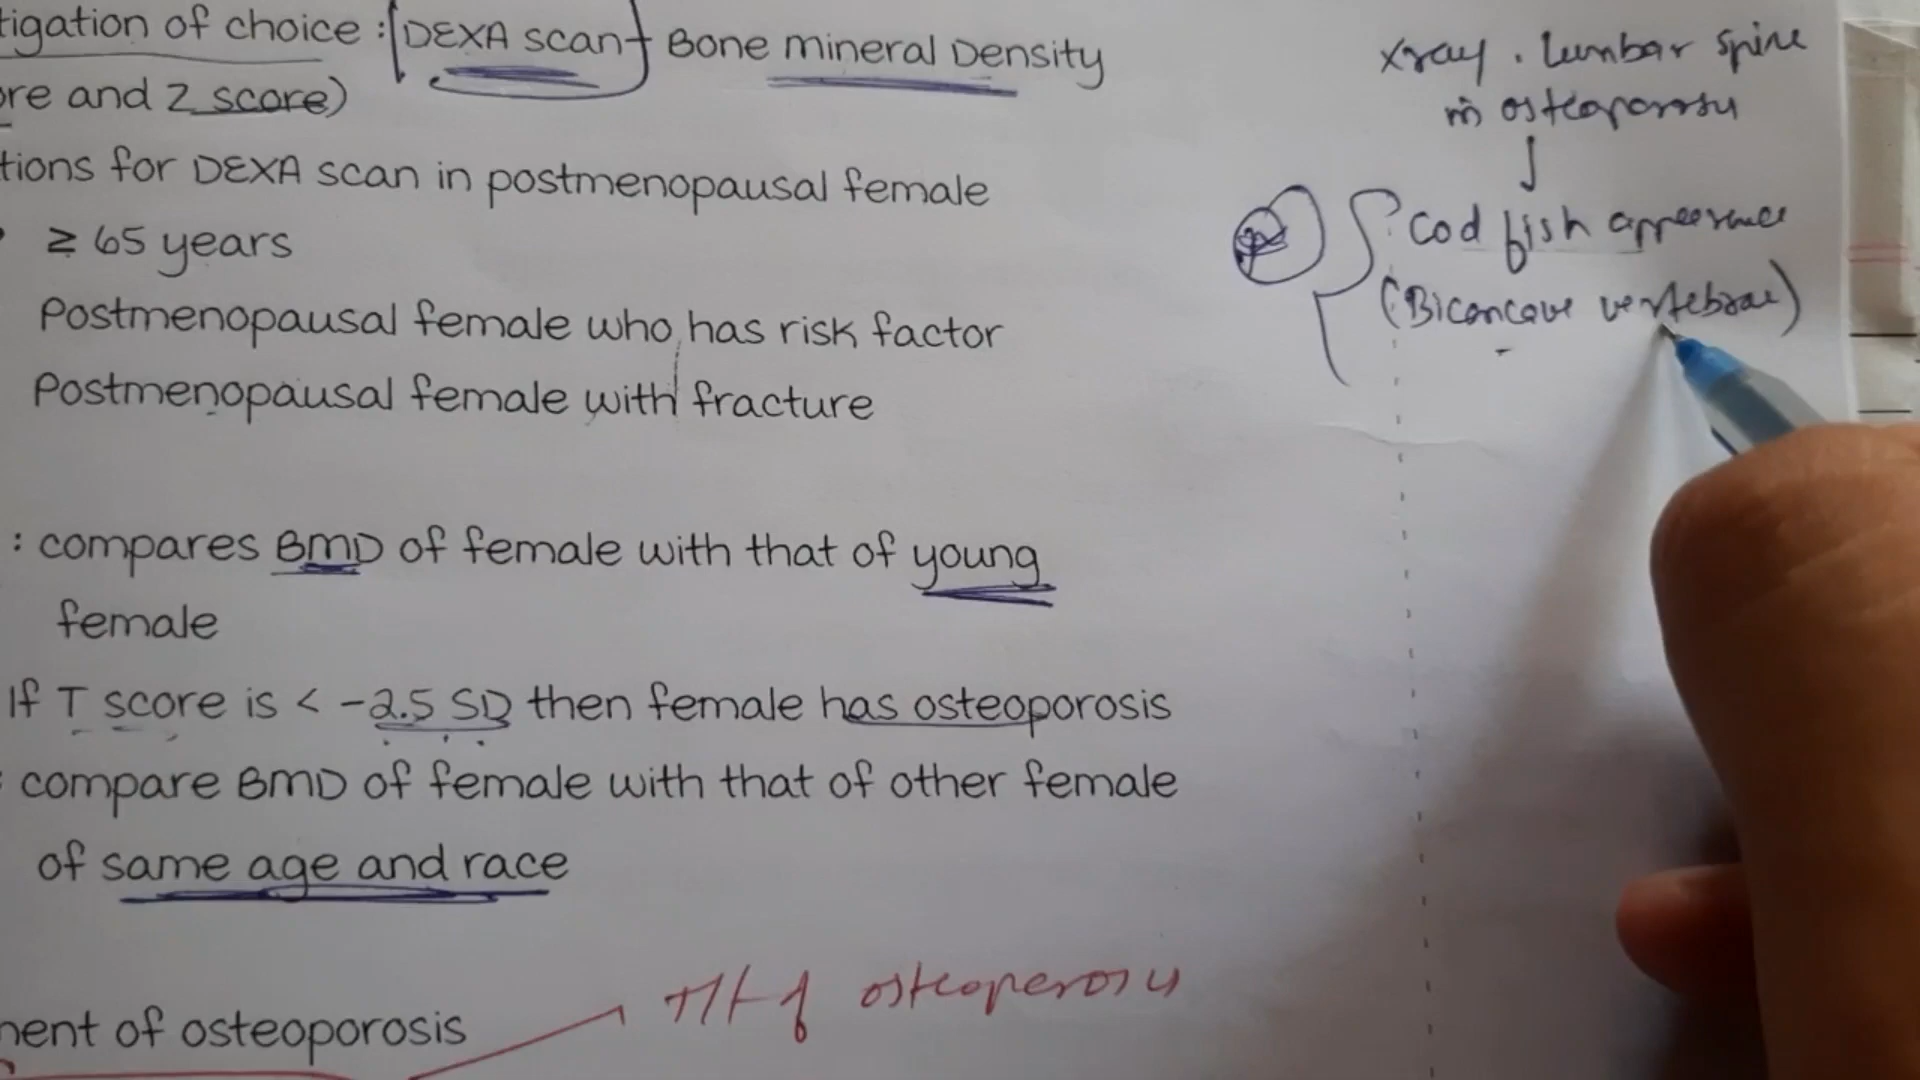 tigation of choice : DEXA scan Bone mineral Density
ore and Z score)
tions for DEXA scan in postmenopausal female
≥ 65 years
Postmenopausal female who has risk factor
Postmenopausal female with fracture
: compares BMD of female with that of young
female
If T score is < -2.5 SD then female has osteoporosis
: compare BMD of female with that of other female
of same age and race
ment of osteoporosis
T/t of osteoperosis
xray . Lumbar spine
in osteoporosis
Cod fish appearance
(Biconcave vertebrae)